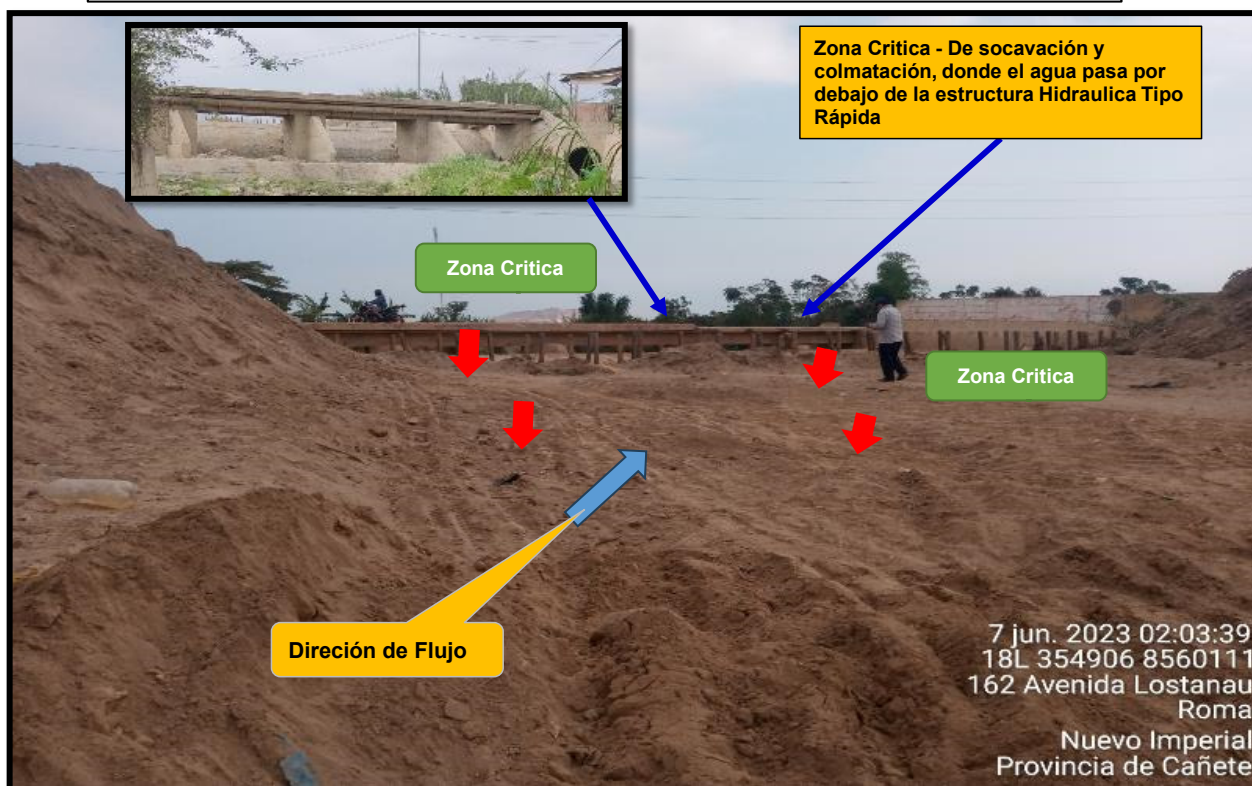 Zona Critica - De socavación y
colmatación, donde el agua pasa por
debajo de la estructura Hidraulica Tipo
Rápida
Zona Critica
Zona Critica
Direción de Flujo
7 jun. 2023 02:03:39
18L 354906 8560111
162 Avenida Lostanau
Roma
Nuevo Imperial
Provincia de Cañete